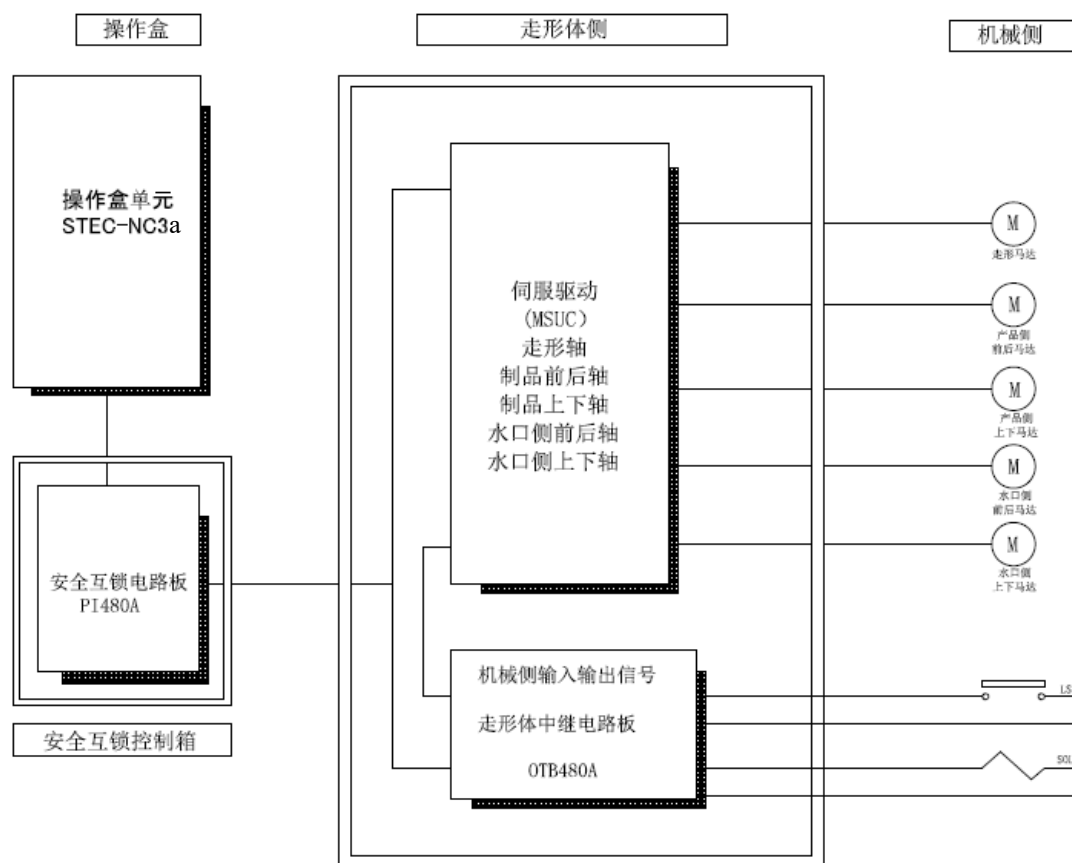 操作盒
走形体侧
机械侧
操作盒单元
STEC-NC3a
伺服驱动
(MSUC)
走形轴
制品前后轴
制品上下轴
水口侧前后轴
水口侧上下轴
M
走形马达
M
产品侧
前后马达
M
产品侧
上下马达
M
水口侧
前后马达
M
水口侧
上下马达
安全互锁电路板
PI480A
安全互锁控制箱
机械侧输入输出信号
走形体中继电路板
OTB480A
LS
SOL